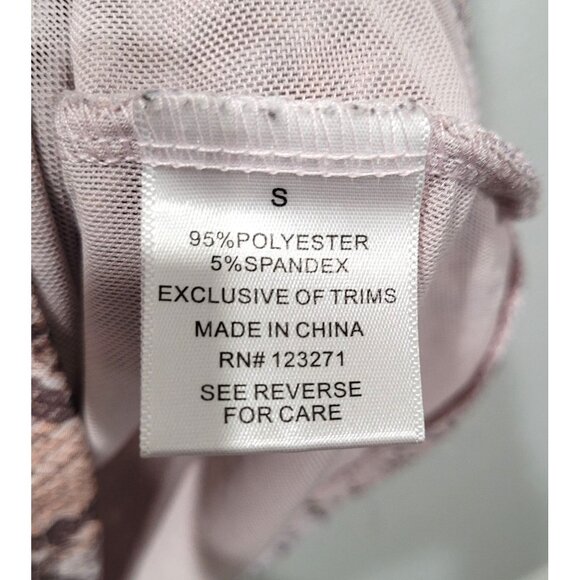 S
95%POLYESTER
5%SPANDEX
EXCLUSIVE OF TRIMS
MADE IN CHINA
RN# 123271
SEE REVERSE
FOR CARE